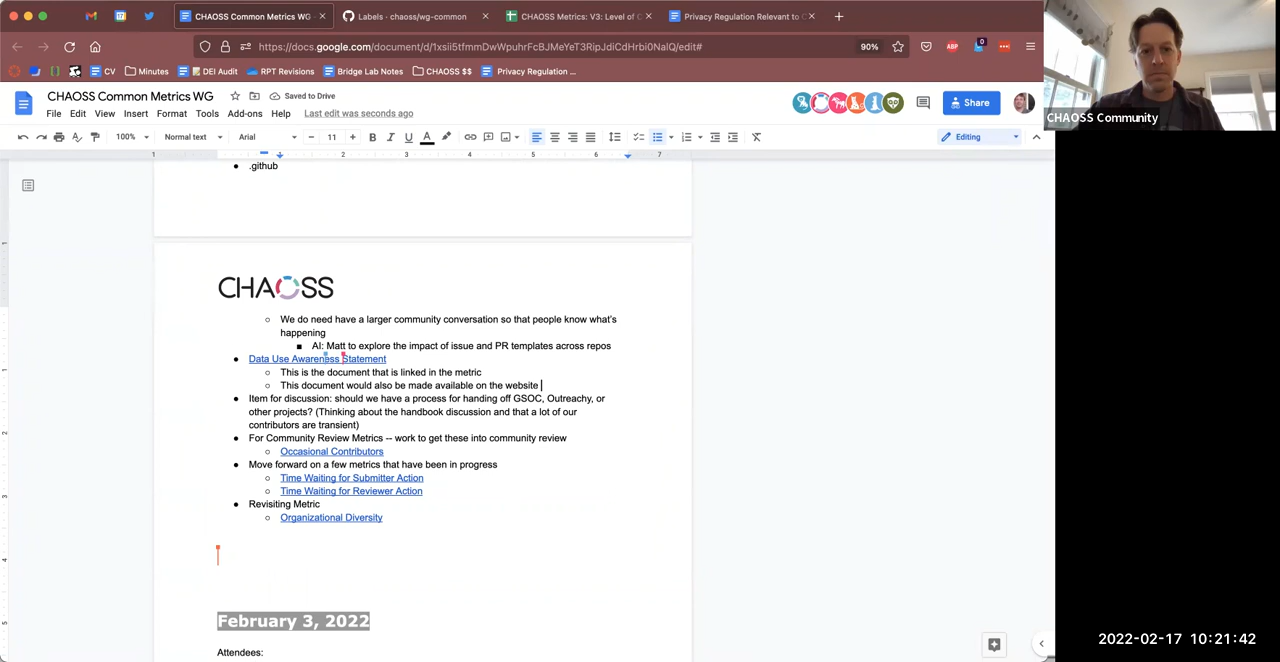 CHAOSS Common Metrics WG
Labels · chaoss/wg-common
CHAOSS Metrics: V3: Level of C
Privacy Regulation Relevant to C
https://docs.google.com/document/d/1xsii5tfmmDwWpuhrFcBJMeYeT3RipJdiCdHrbi0NalQ/edit#
90%
ABP
0
CV
Minutes
DEI Audit
RPT Revisions
Bridge Lab Notes
CHAOSS $$
Privacy Regulation ...
CHAOSS Common Metrics WG
Saved to Drive
File Edit View Insert Format Tools Add-ons Help Last edit was seconds ago
Share
100% Normal text Arial 11 Editing
1 2 3 4 5 6 7
.github
CHAOSS
We do need have a larger community conversation so that people know what's
happening
AI: Matt to explore the impact of issue and PR templates across repos
Data Use Awareness Statement
This is the document that is linked in the metric
This document would also be made available on the website
Item for discussion: should we have a process for handing off GSOC, Outreachy, or
other projects? (Thinking about the handbook discussion and that a lot of our
contributors are transient)
For Community Review Metrics -- work to get these into community review
Occasional Contributors
Move forward on a few metrics that have been in progress
Time Waiting for Submitter Action
Time Waiting for Reviewer Action
Revisiting Metric
Organizational Diversity
February 3, 2022
Attendees:
CHAOSS Community
2022-02-17 10:21:42